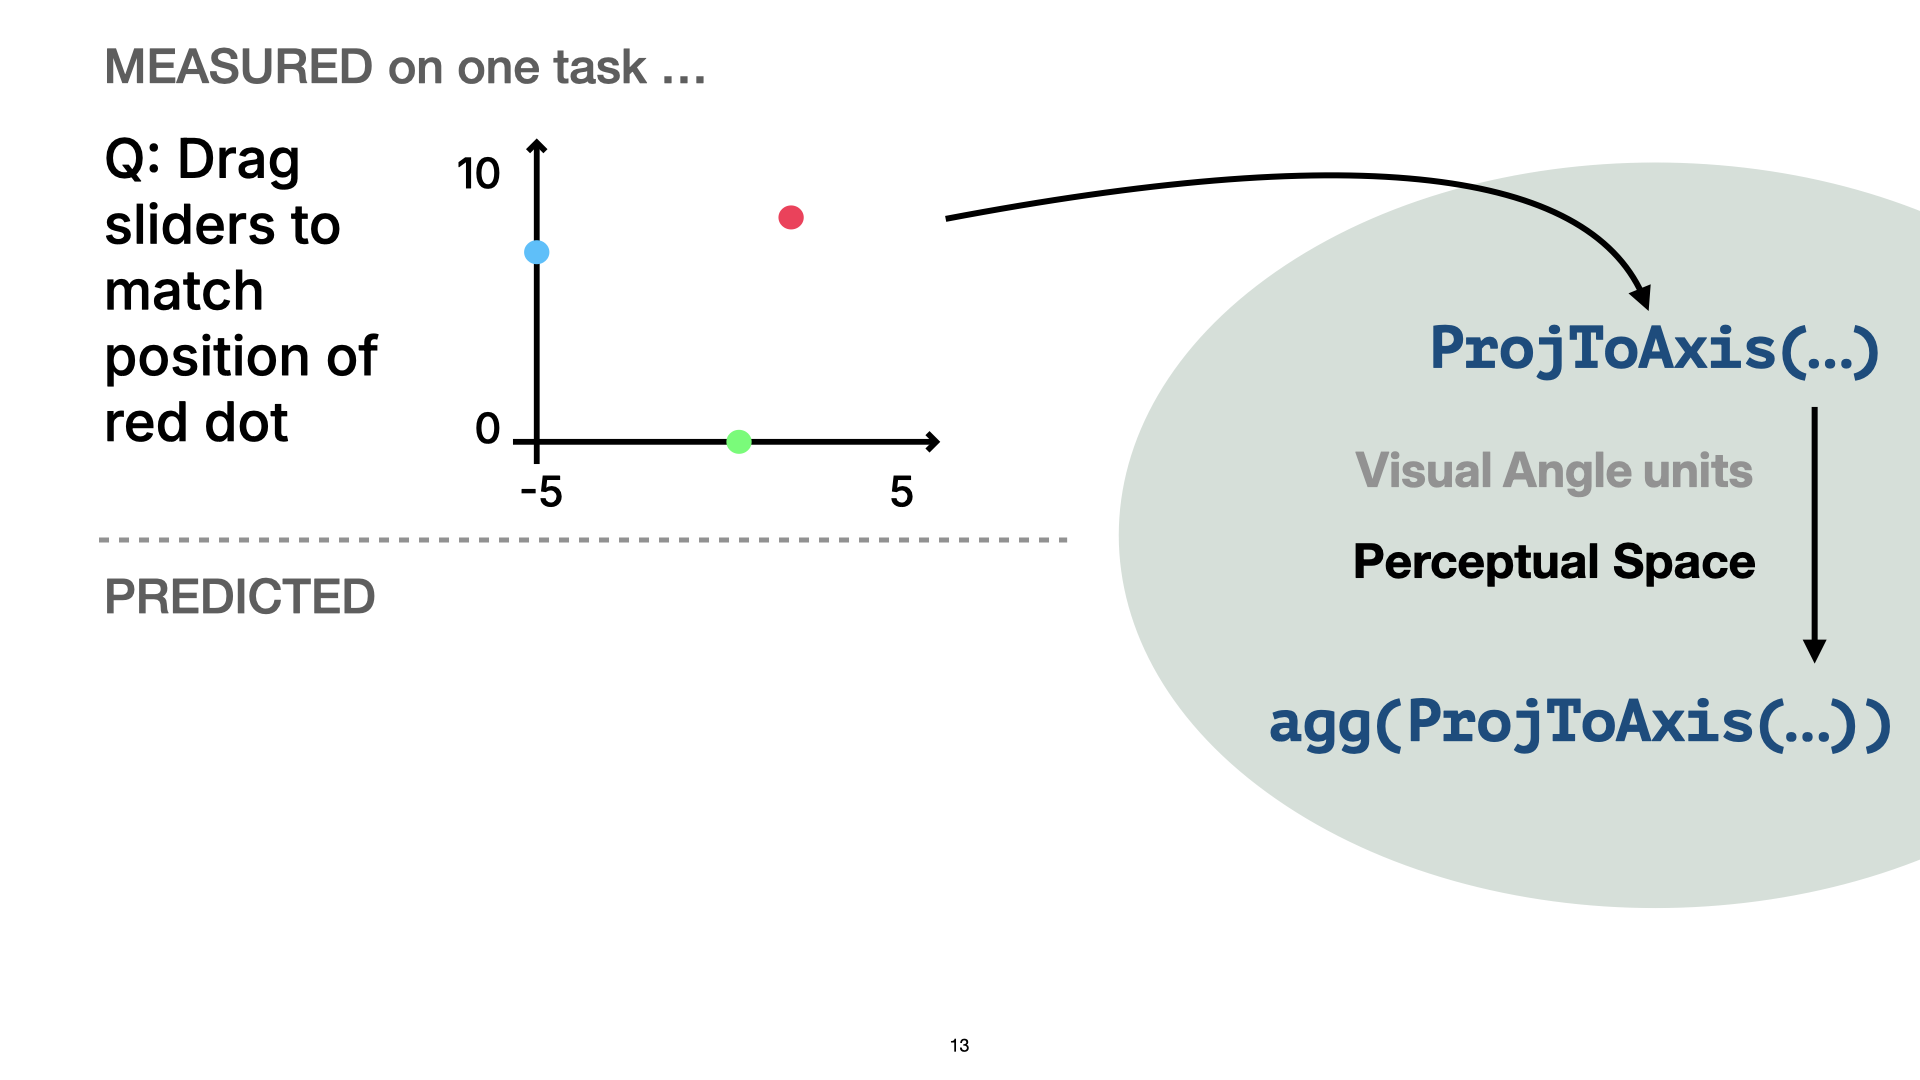 MEASURED on one task …
Q: Drag
sliders to
match
position of
red dot
10
0
-5
5
ProjToAxis(…)
Visual Angle units
Perceptual Space
agg(ProjToAxis(…))
PREDICTED
13